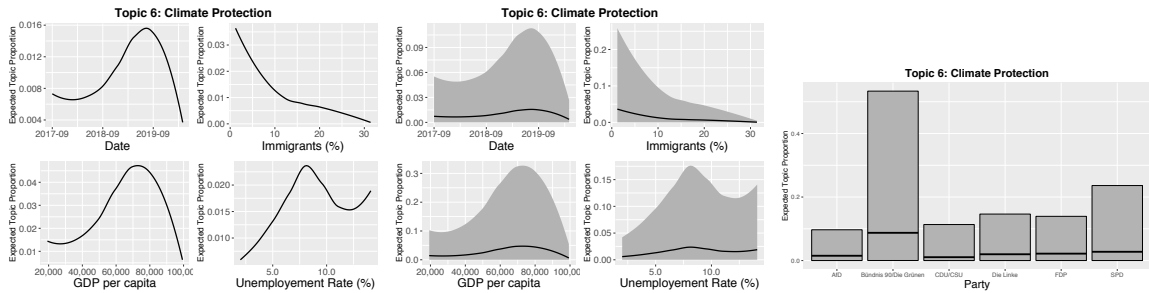 Topic 6: Climate Protection
Expected Topic Proportion
0.016
0.012
0.008
0.004
2017-09 2018-09 2019-09
Date
Expected Topic Proportion
0.03
0.02
0.01
0.00
0 10 20 30
Immigrants (%)
Expected Topic Proportion
0.04
0.03
0.02
0.01
20,000 40,000 60,000 80,000 100,00
GDP per capita
Expected Topic Proportion
0.020
0.015
0.010
5.0 10.0
Unemployement Rate (%)
Topic 6: Climate Protection
Expected Topic Proportion
0.09
0.06
0.03
0.00
2017-09 2018-09 2019-09
Date
Expected Topic Proportion
0.2
0.1
0.0
0 10 20 30
Immigrants (%)
Expected Topic Proportion
0.3
0.2
0.1
0.0
20,000 40,000 60,000 80,000 100,00
GDP per capita
Expected Topic Proportion
0.15
0.10
0.05
0.00
5.0 10.0
Unemployement Rate (%)
Topic 6: Climate Protection
Expected Topic Proportion
0.4
0.2
0.0
AfD Bündnis 90/Die Grünen CDU/CSU Die Linke FDP SPD
Party